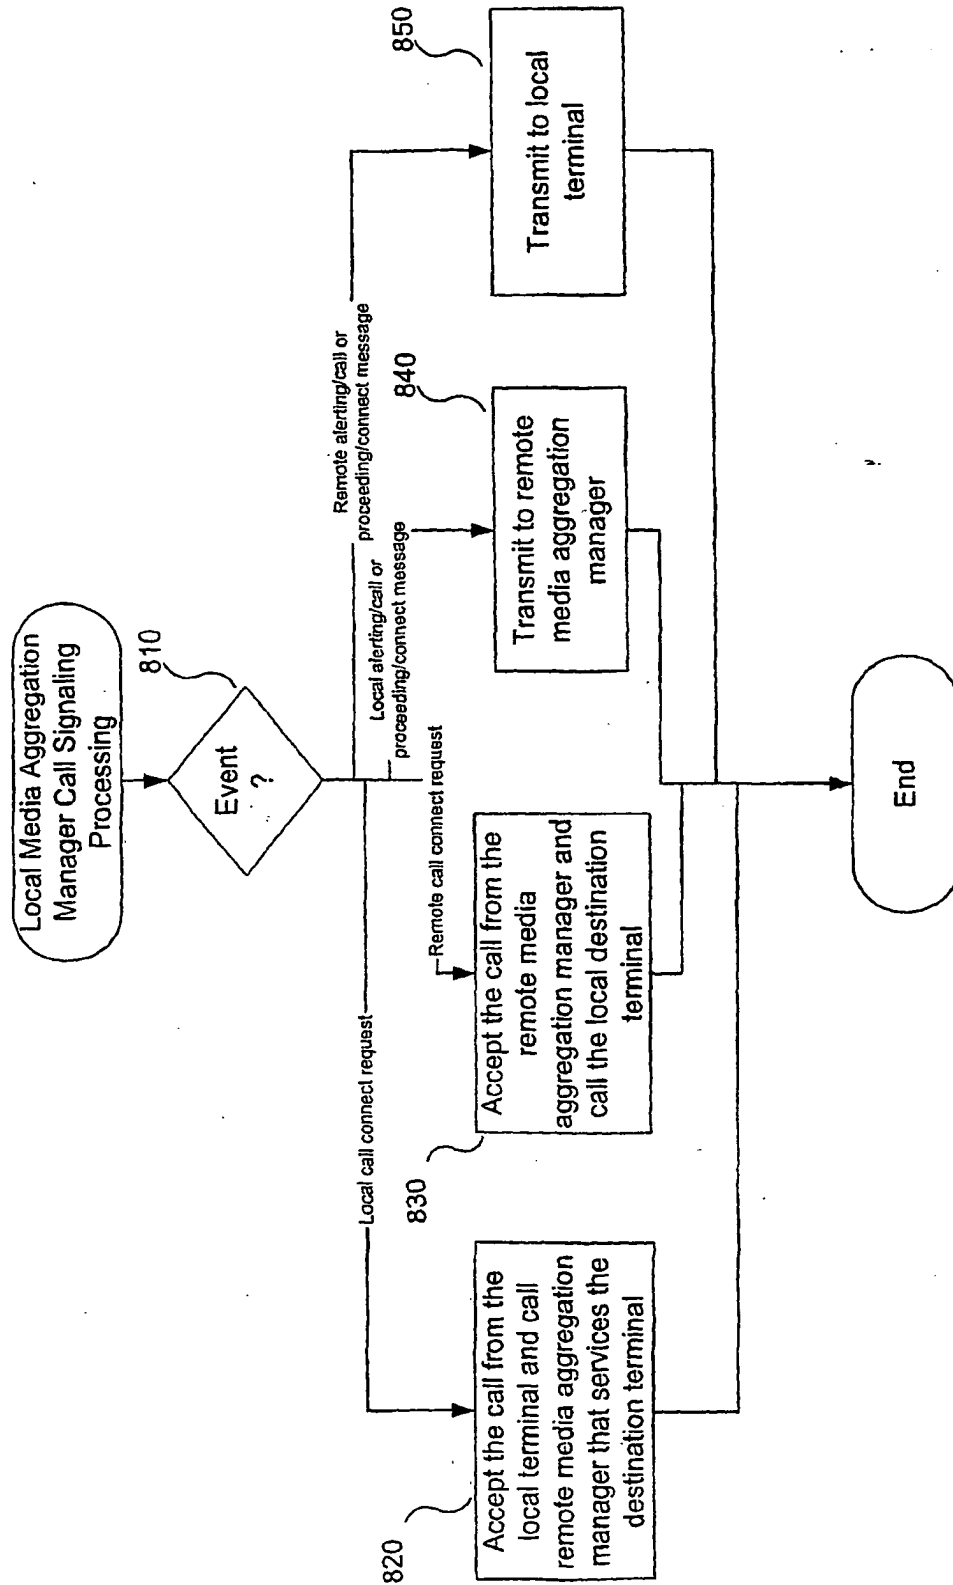 Local Media Aggregation
Manager Call Signaling
Processing
810
Event
?
Local call connect request
Remote call connect request
Local alerting/call or
proceeding/connect message
Remote alerting/call or
proceeding/connect message
820
Accept the call from the
local terminal and call
remote media aggregation
manager that services the
destination terminal
830
Accept the call from the
remote media
aggregation manager and
call the local destination
terminal
840
Transmit to remote
media aggregation
manager
850
Transmit to local
terminal
End